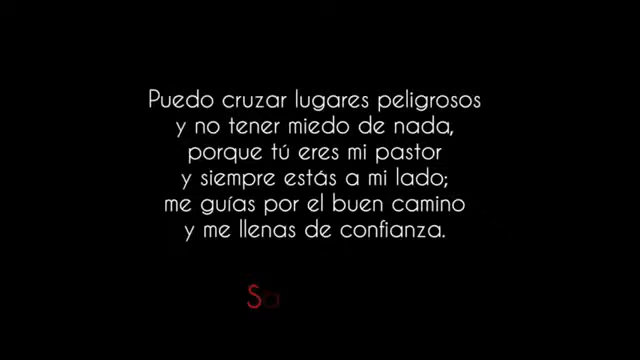 Puedo cruzar lugares peligrosos
y no tener miedo de nada,
porque tú eres mi pastor
y siempre estás a mi lado;
me guías por el buen camino
y me llenas de confianza.